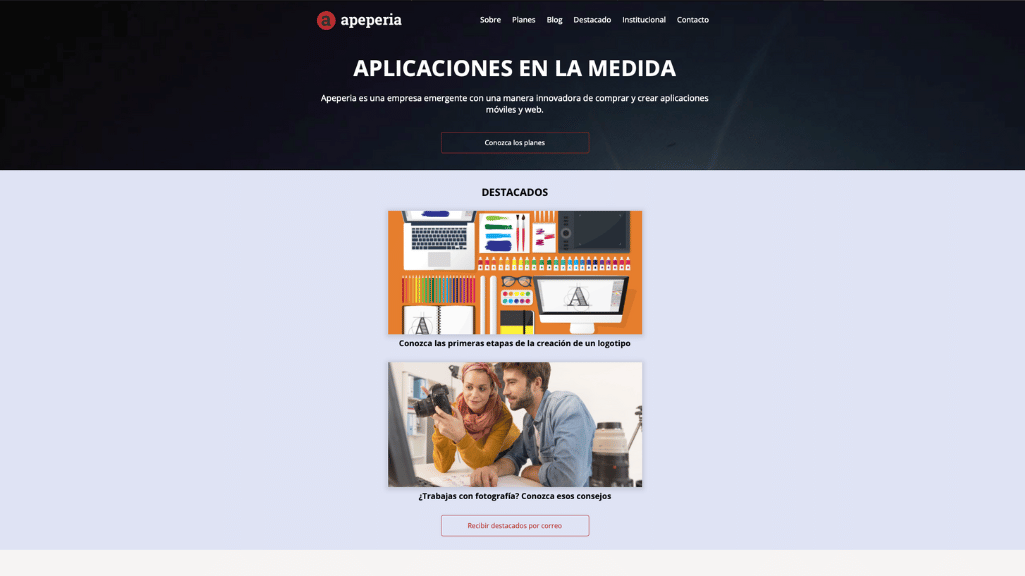 a apeperia
Sobre Planes Blog Destacado Institucional Contacto
APLICACIONES EN LA MEDIDA
Apeperia es una empresa emergente con una manera innovadora de comprar y crear aplicaciones
móviles y web.
Conozca los planes
DESTACADOS
A
A
Conozca las primeras etapas de la creación de un logotipo
¿Trabajas con fotografía? Conozca esos consejos
Recibir destacados por correo